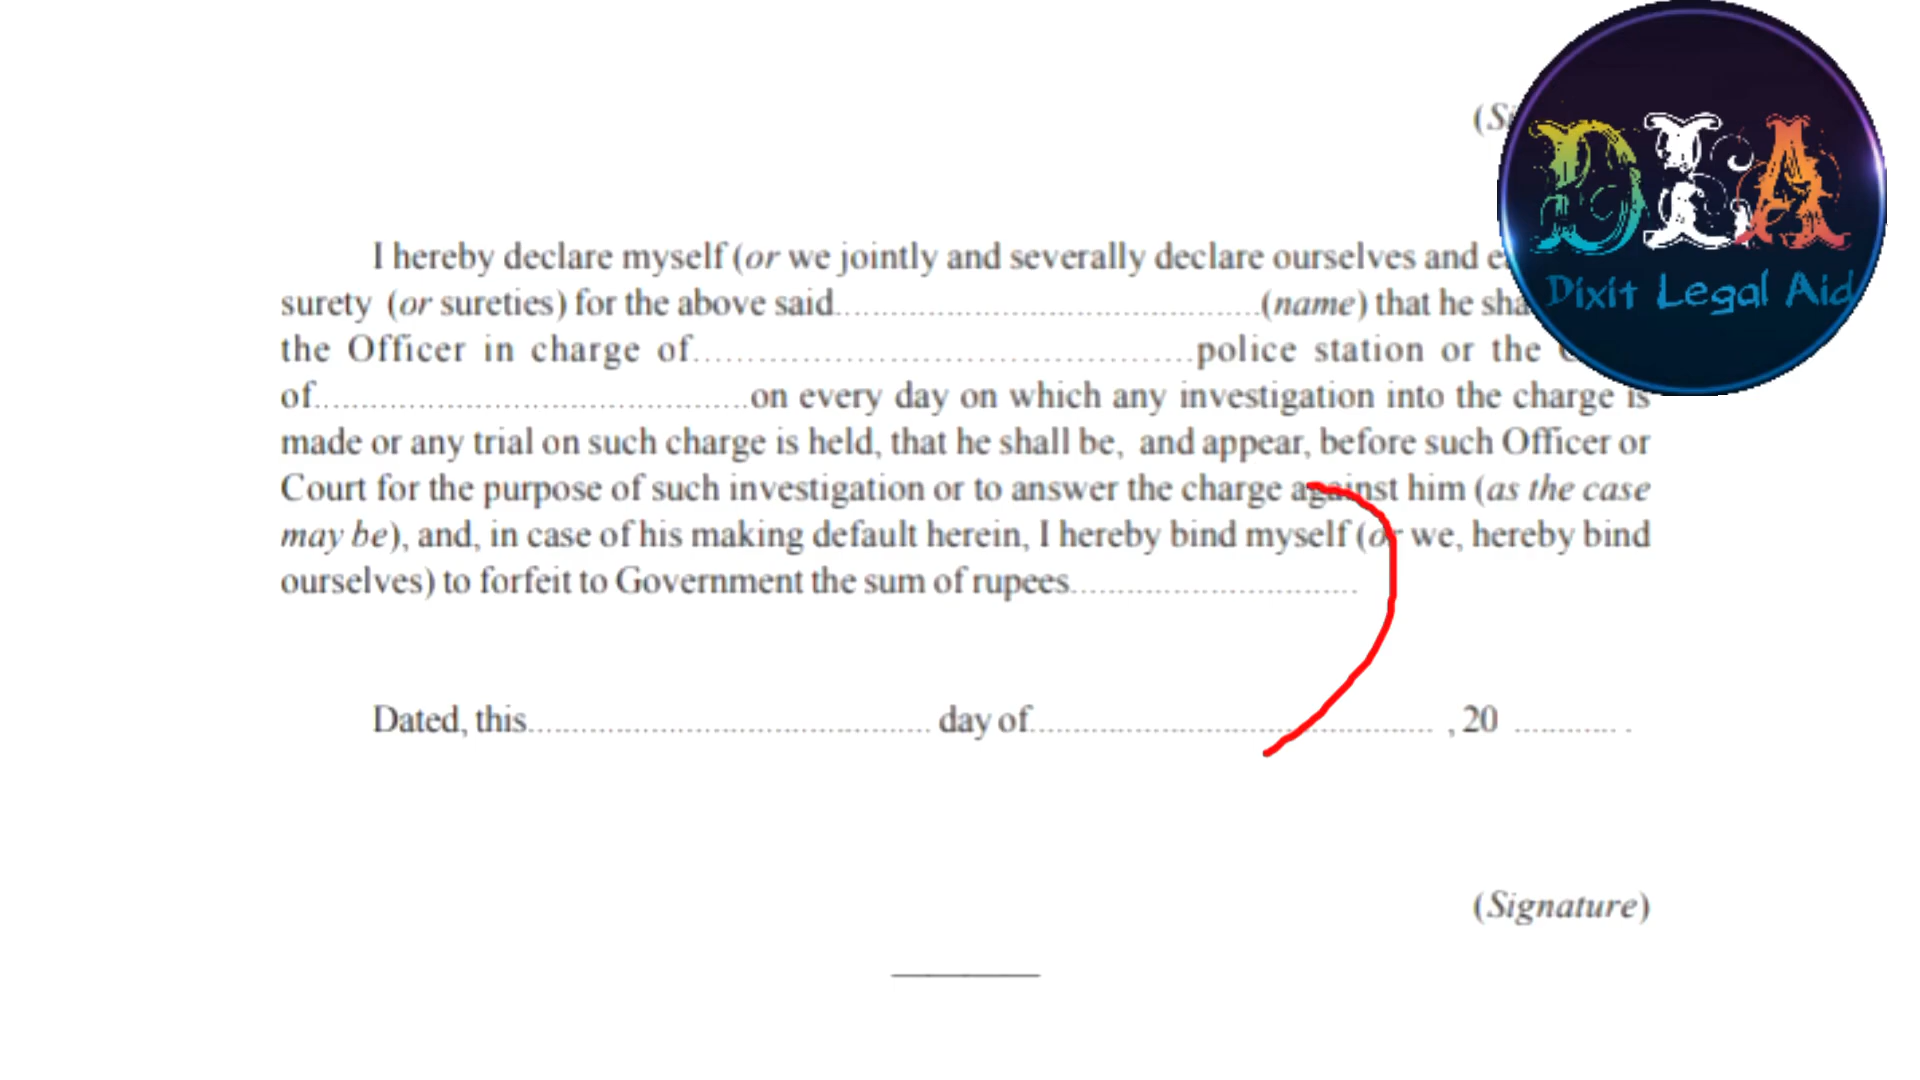 (S
I hereby declare myself (or we jointly and severally declare ourselves and
surety (or sureties) for the above said..............................................(name) that he
the Officer in charge of......................................................police station or the
of...............................................on every day on which any investigation into the charge is
made or any trial on such charge is held, that he shall be, and appear, before such Officer or
Court for the purpose of such investigation or to answer the charge against him (as the case
may be), and, in case of his making default herein, I hereby bind myself (or we, hereby bind
ourselves) to forfeit to Government the sum of rupees...............................
Dated, this............................................ day of............................................ , 20 ........... .
(Signature)
DLA
Dixit Legal Aid